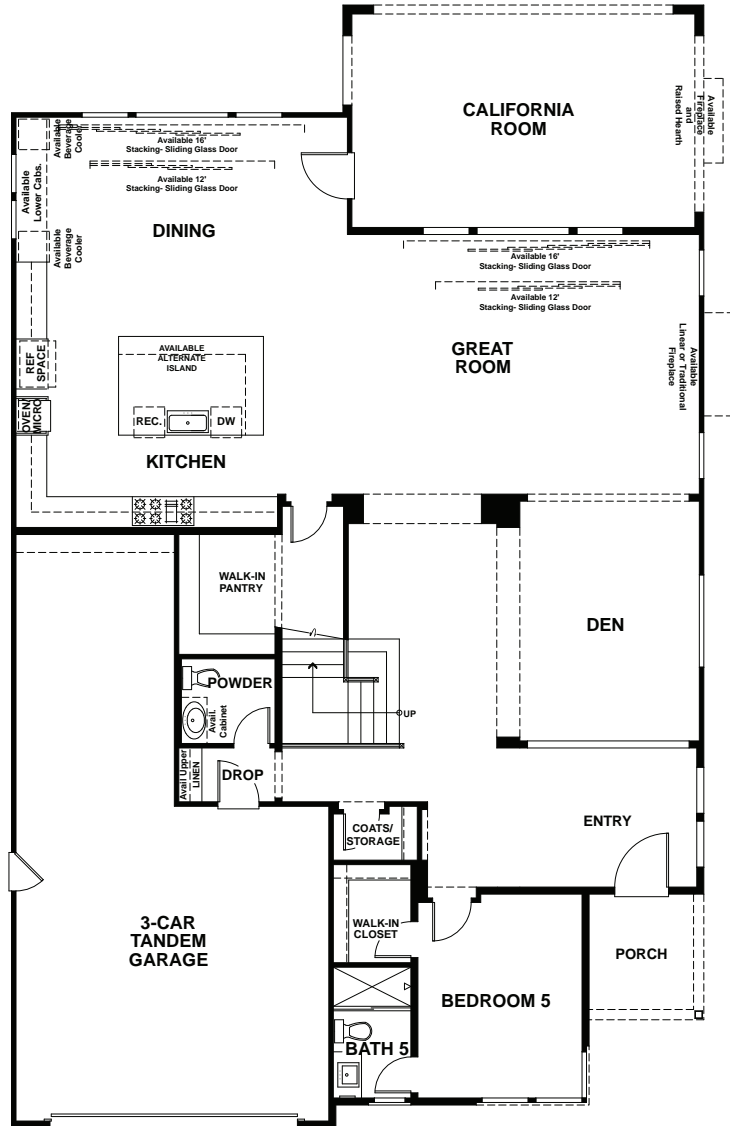 CALIFORNIA
ROOM
Available
Fireplace
and
Raised Hearth
Available
Beverage
Cooler
Available 16'
Stacking- Sliding Glass Door
Available 12'
Stacking- Sliding Glass Door
Available
Lower Cabs.
DINING
Available
Beverage
Cooler
Available 16'
Stacking- Sliding Glass Door
Available 12'
Stacking- Sliding Glass Door
REF
SPACE
AVAILABLE
ALTERNATE
ISLAND
GREAT
ROOM
Available
Linear or Traditional
Fireplace
OVEN/
MICRO
REC.
DW
KITCHEN
WALK-IN
PANTRY
DEN
POWDER
Avail.
Cabinet
UP
Avail Upper
LINEN
DROP
COATS/
STORAGE
ENTRY
3-CAR
TANDEM
GARAGE
WALK-IN
CLOSET
PORCH
BEDROOM 5
BATH 5